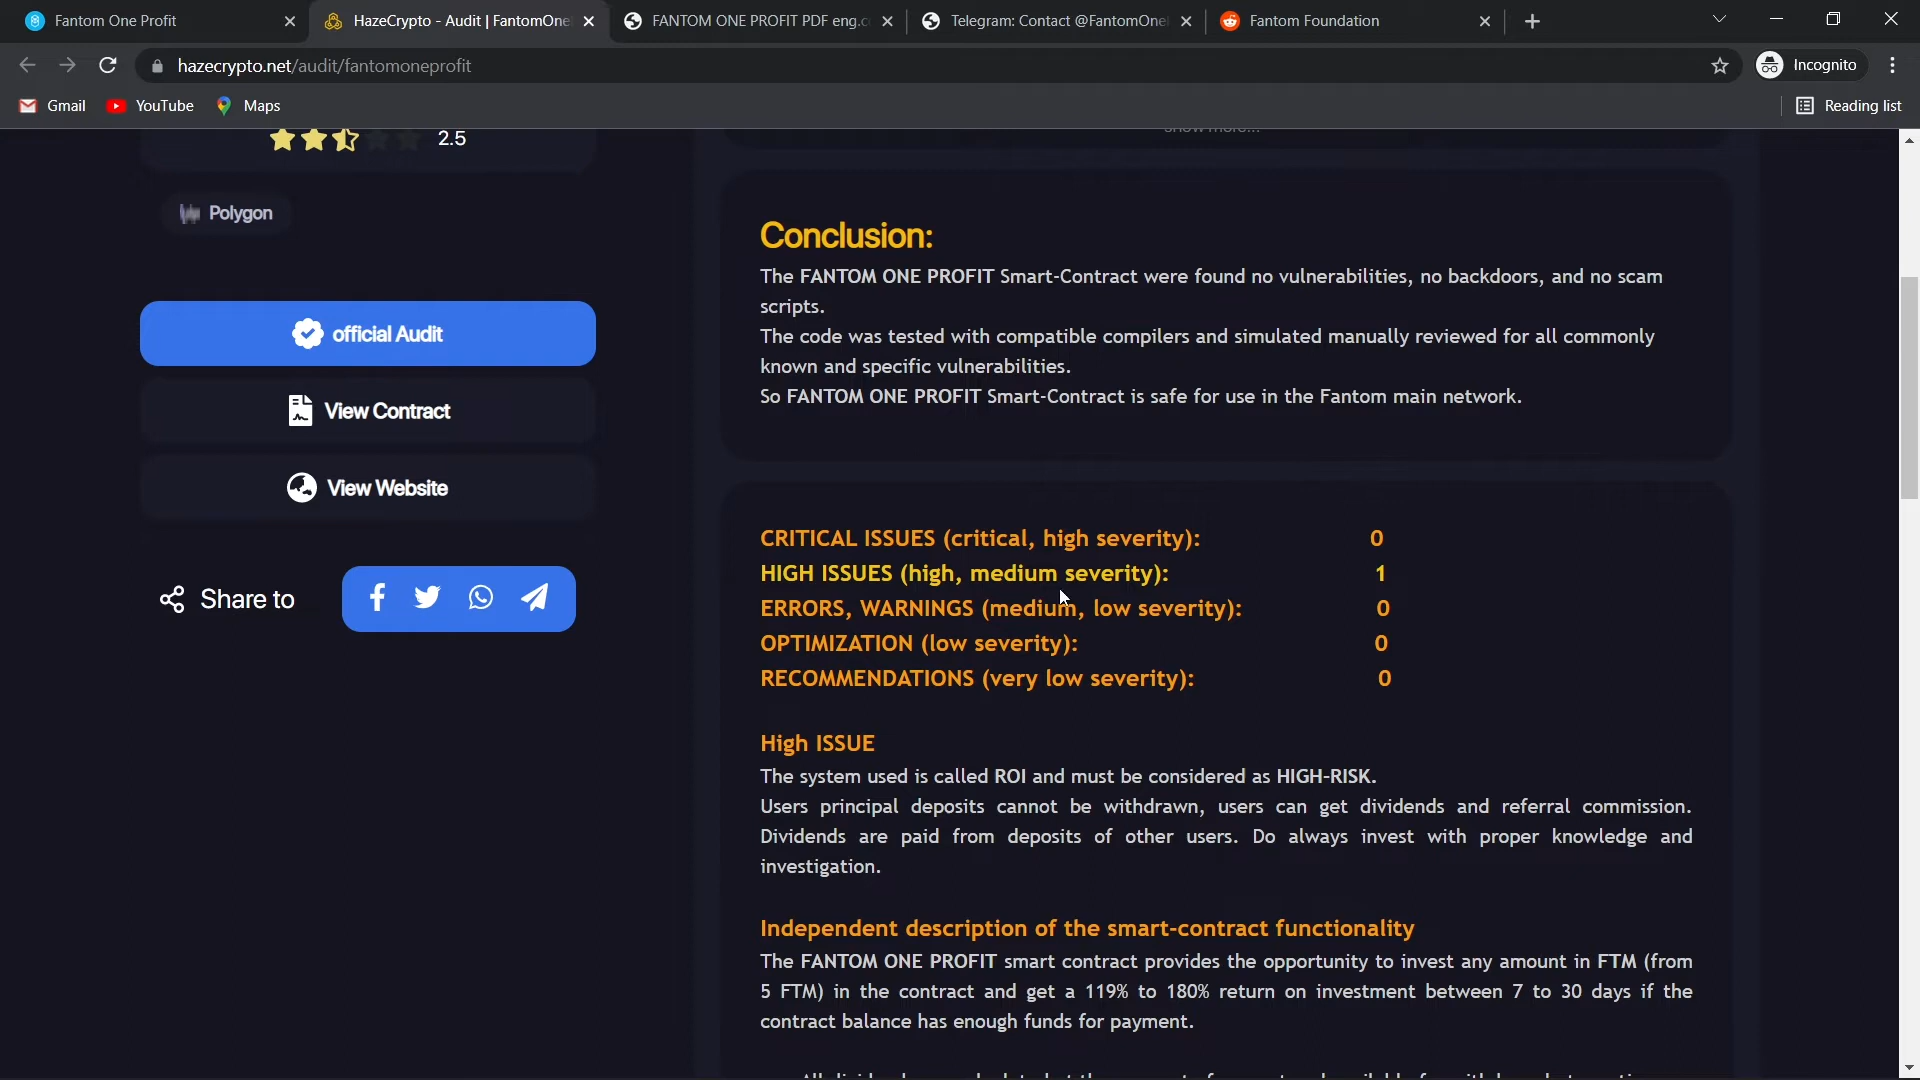 Fantom One Profit
HazeCrypto - Audit | FantomOne
FANTOM ONE PROFIT PDF eng.c
Telegram: Contact @FantomOne
Fantom Foundation
hazecrypto.net/audit/fantomoneprofit
Incognito
Gmail
YouTube
Maps
Reading list
2.5
Polygon
official Audit
View Contract
View Website
Share to
Show more...
Conclusion:
The FANTOM ONE PROFIT Smart-Contract were found no vulnerabilities, no backdoors, and no scam
scripts.
The code was tested with compatible compilers and simulated manually reviewed for all commonly
known and specific vulnerabilities.
So FANTOM ONE PROFIT Smart-Contract is safe for use in the Fantom main network.
CRITICAL ISSUES (critical, high severity): 0
HIGH ISSUES (high, medium severity): 1
ERRORS, WARNINGS (medium, low severity): 0
OPTIMIZATION (low severity): 0
RECOMMENDATIONS (very low severity): 0
High ISSUE
The system used is called ROI and must be considered as HIGH-RISK.
Users principal deposits cannot be withdrawn, users can get dividends and referral commission.
Dividends are paid from deposits of other users. Do always invest with proper knowledge and
investigation.
Independent description of the smart-contract functionality
The FANTOM ONE PROFIT smart contract provides the opportunity to invest any amount in FTM (from
5 FTM) in the contract and get a 119% to 180% return on investment between 7 to 30 days if the
contract balance has enough funds for payment.